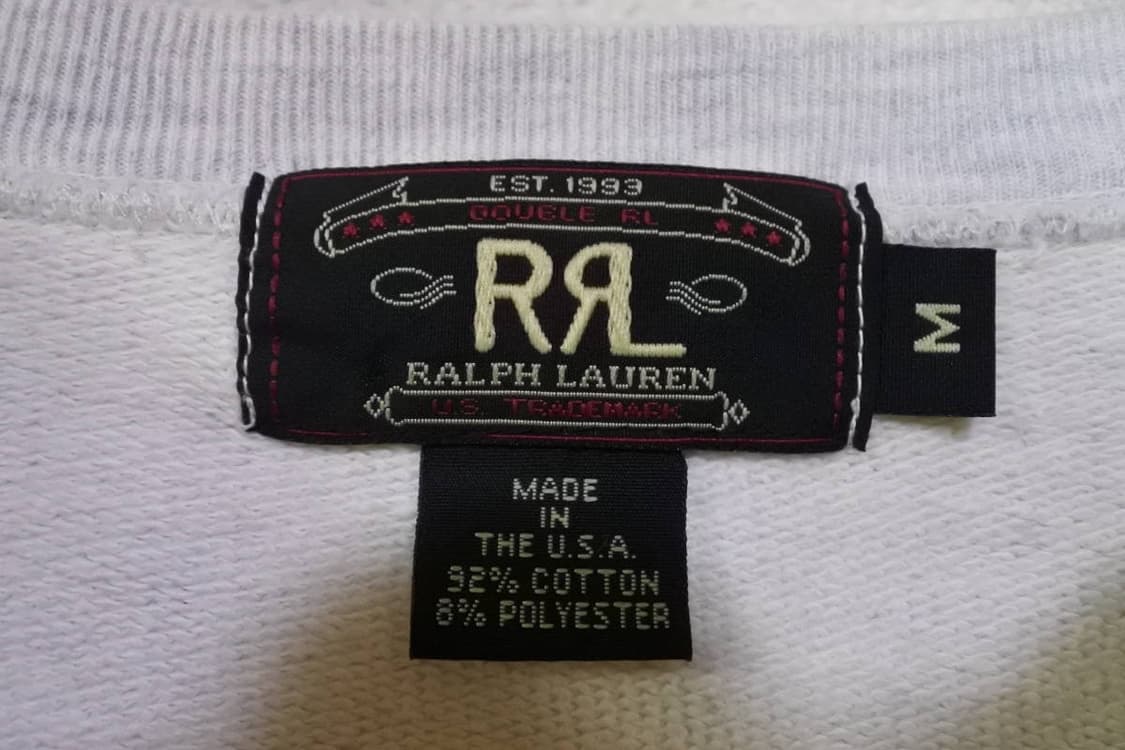 EST. 1993
DOUBLE RL
RRL
RALPH LAUREN
U.S. TRADEMARK
M
MADE
IN
THE U.S.A.
92% COTTON
8% POLYESTER